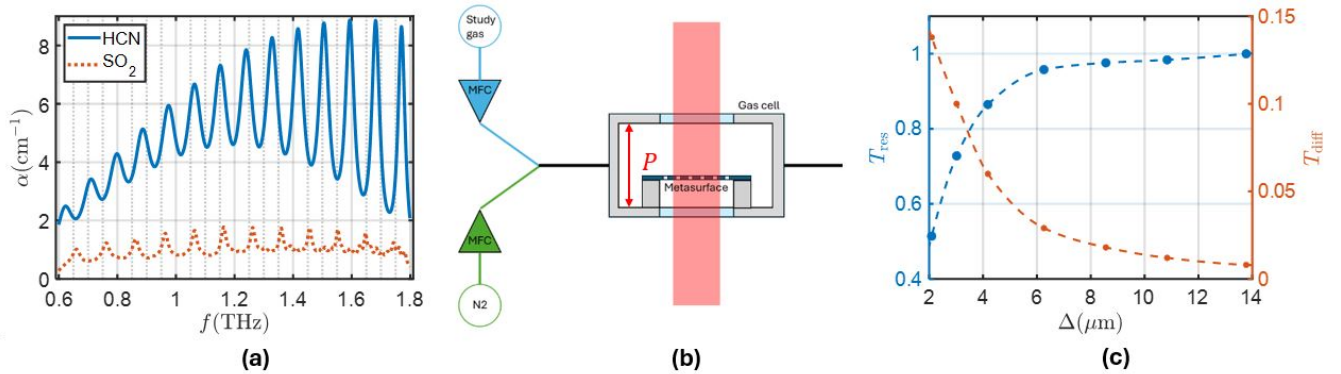 HCN
SO2
8
6
4
2
0
α(cm−1)
0.6
0.8
1
1.2
1.4
1.6
1.8
f(THz)
(a)
Study
gas
MFC
MFC
N2
Gas cell
P
Metasurface
(b)
1
0.8
0.6
0.4
Tres
0.15
0.1
0.05
0
Tdiff
2
4
6
8
10
12
14
Δ(μm)
(c)